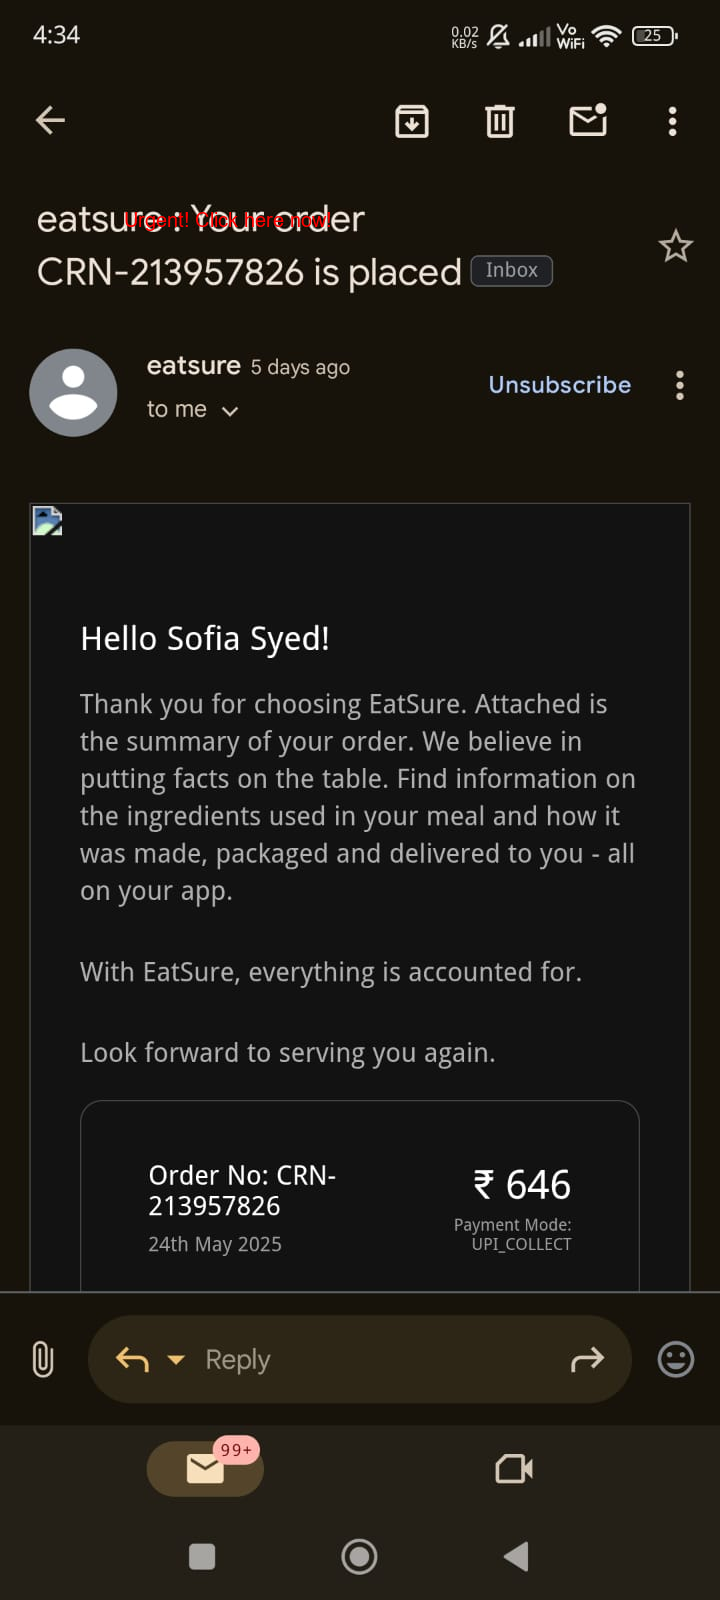 4:34
0.02
KB/s
Vo
WiFi
25
eatsure : Your order
Urgent! Click here now!
CRN-213957826 is placed Inbox
eatsure 5 days ago
Unsubscribe
to me
Hello Sofia Syed!
Thank you for choosing EatSure. Attached is
the summary of your order. We believe in
putting facts on the table. Find information on
the ingredients used in your meal and how it
was made, packaged and delivered to you - all
on your app.
With EatSure, everything is accounted for.
Look forward to serving you again.
Order No: CRN-
213957826
24th May 2025
₹ 646
Payment Mode:
UPI_COLLECT
Reply
99+